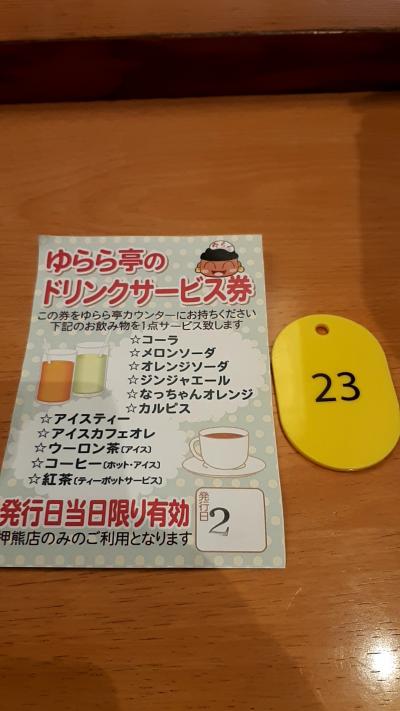 ゆらら亭の
ドリンクサービス券
この券をゆらら亭カウンターにお持ちください
下記のお飲み物を1点サービス致します
☆コーラ
☆メロンソーダ
☆オレンジソーダ
☆ジンジャエール
☆なっちゃんオレンジ
☆カルピス
☆アイスティー
☆アイスカフェオレ
☆ウーロン茶(アイス)
☆コーヒー(ホット・アイス)
☆紅茶(ティーポットサービス)
発行日当日限り有効
押熊店のみのご利用となります
発行日
2
23